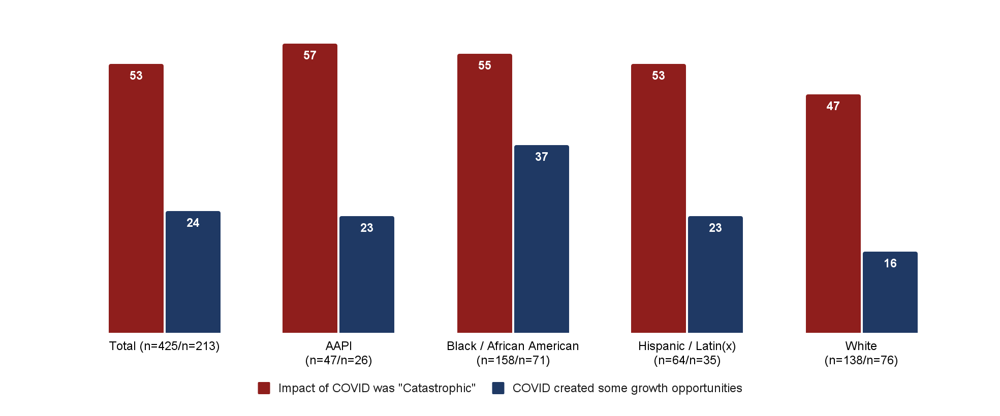 53
24
57
23
55
37
53
23
47
16
Total (n=425/n=213)
AAPI
(n=47/n=26)
Black / African American
(n=158/n=71)
Hispanic / Latin(x)
(n=64/n=35)
White
(n=138/n=76)
Impact of COVID was "Catastrophic"
COVID created some growth opportunities